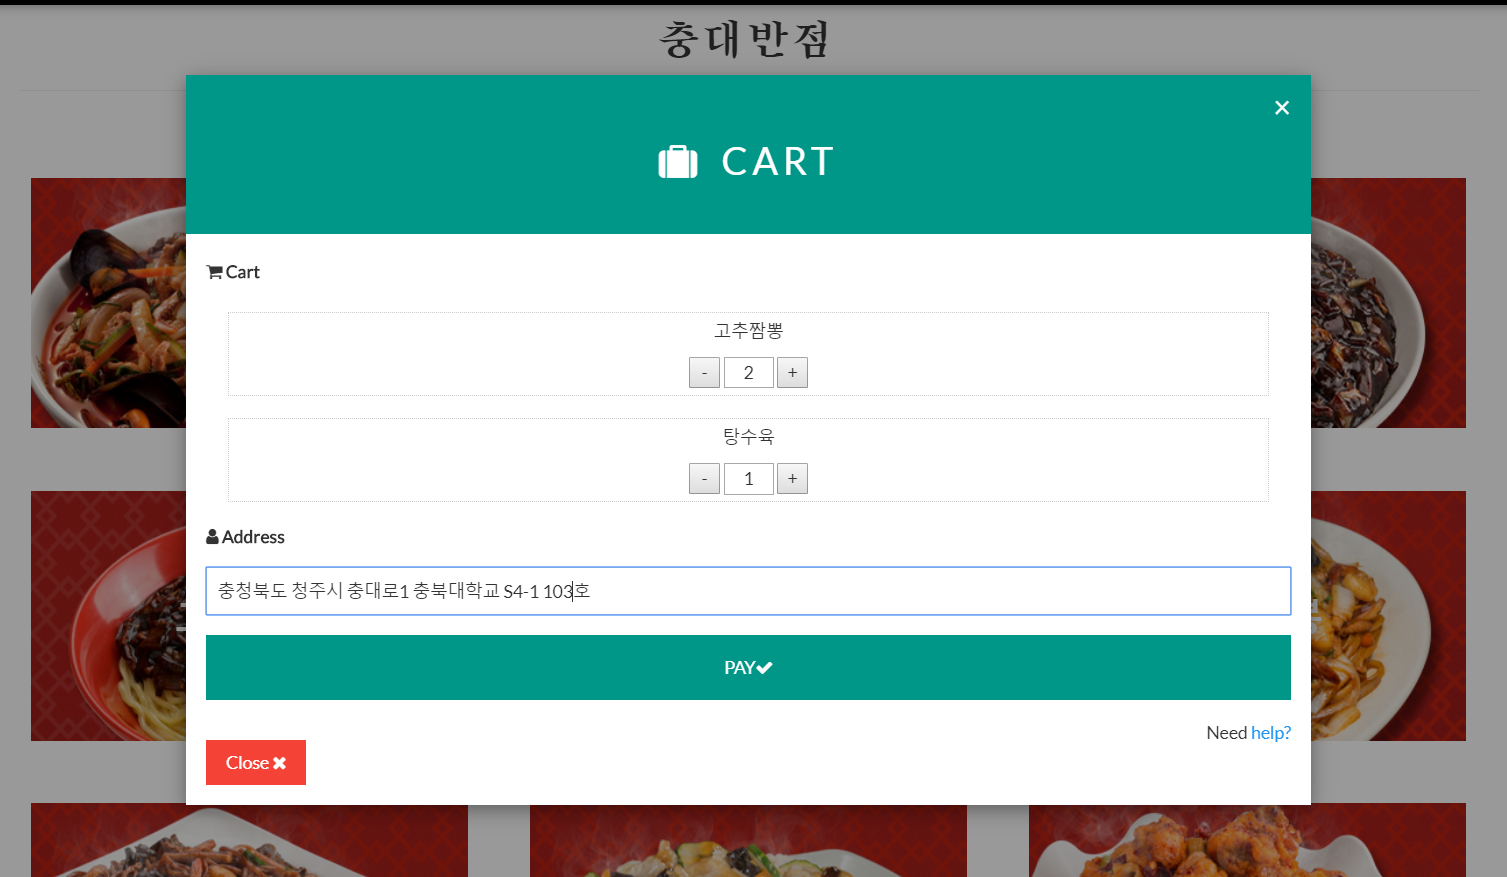 충대반점
×
CART
Cart
고추짬뽕
- 2 +
탕수육
- 1 +
Address
충청북도 청주시 충대로1 충북대학교 S4-1 103호
PAY
Need help?
Close